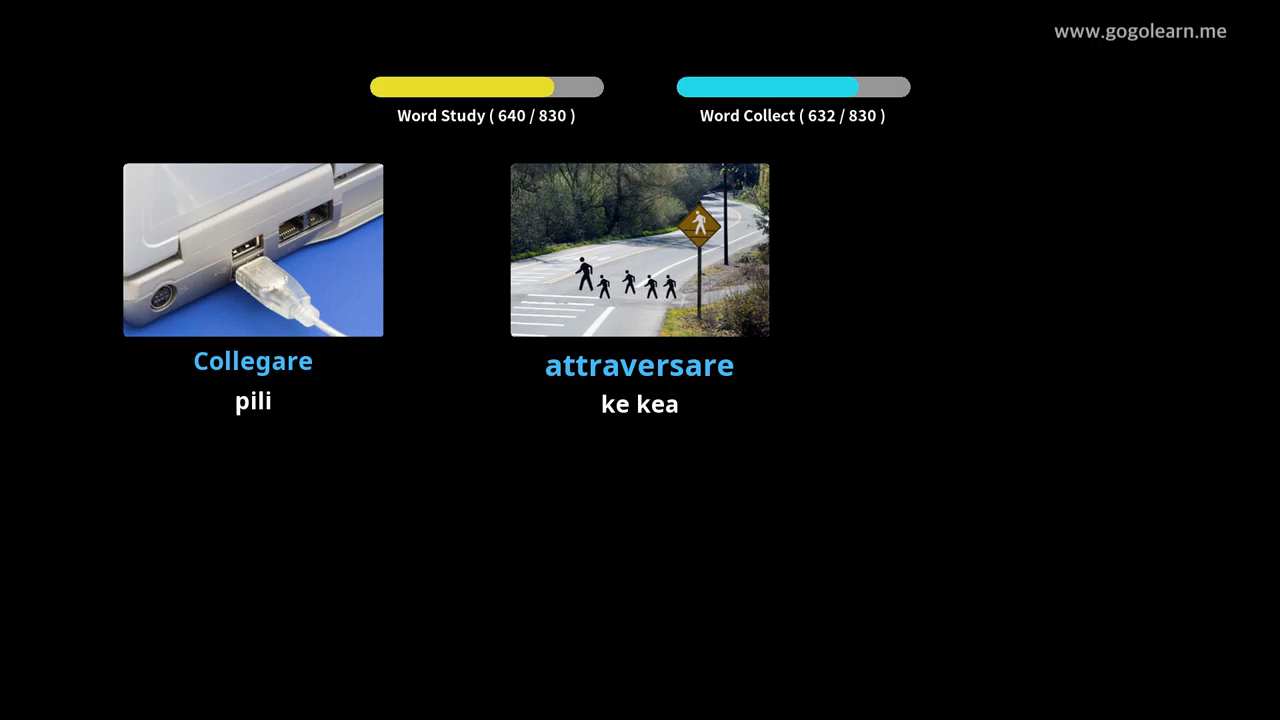 www.gogolearn.me
Word Study ( 640 / 830 )
Word Collect ( 632 / 830 )
Collegare
pili
attraversare
ke kea